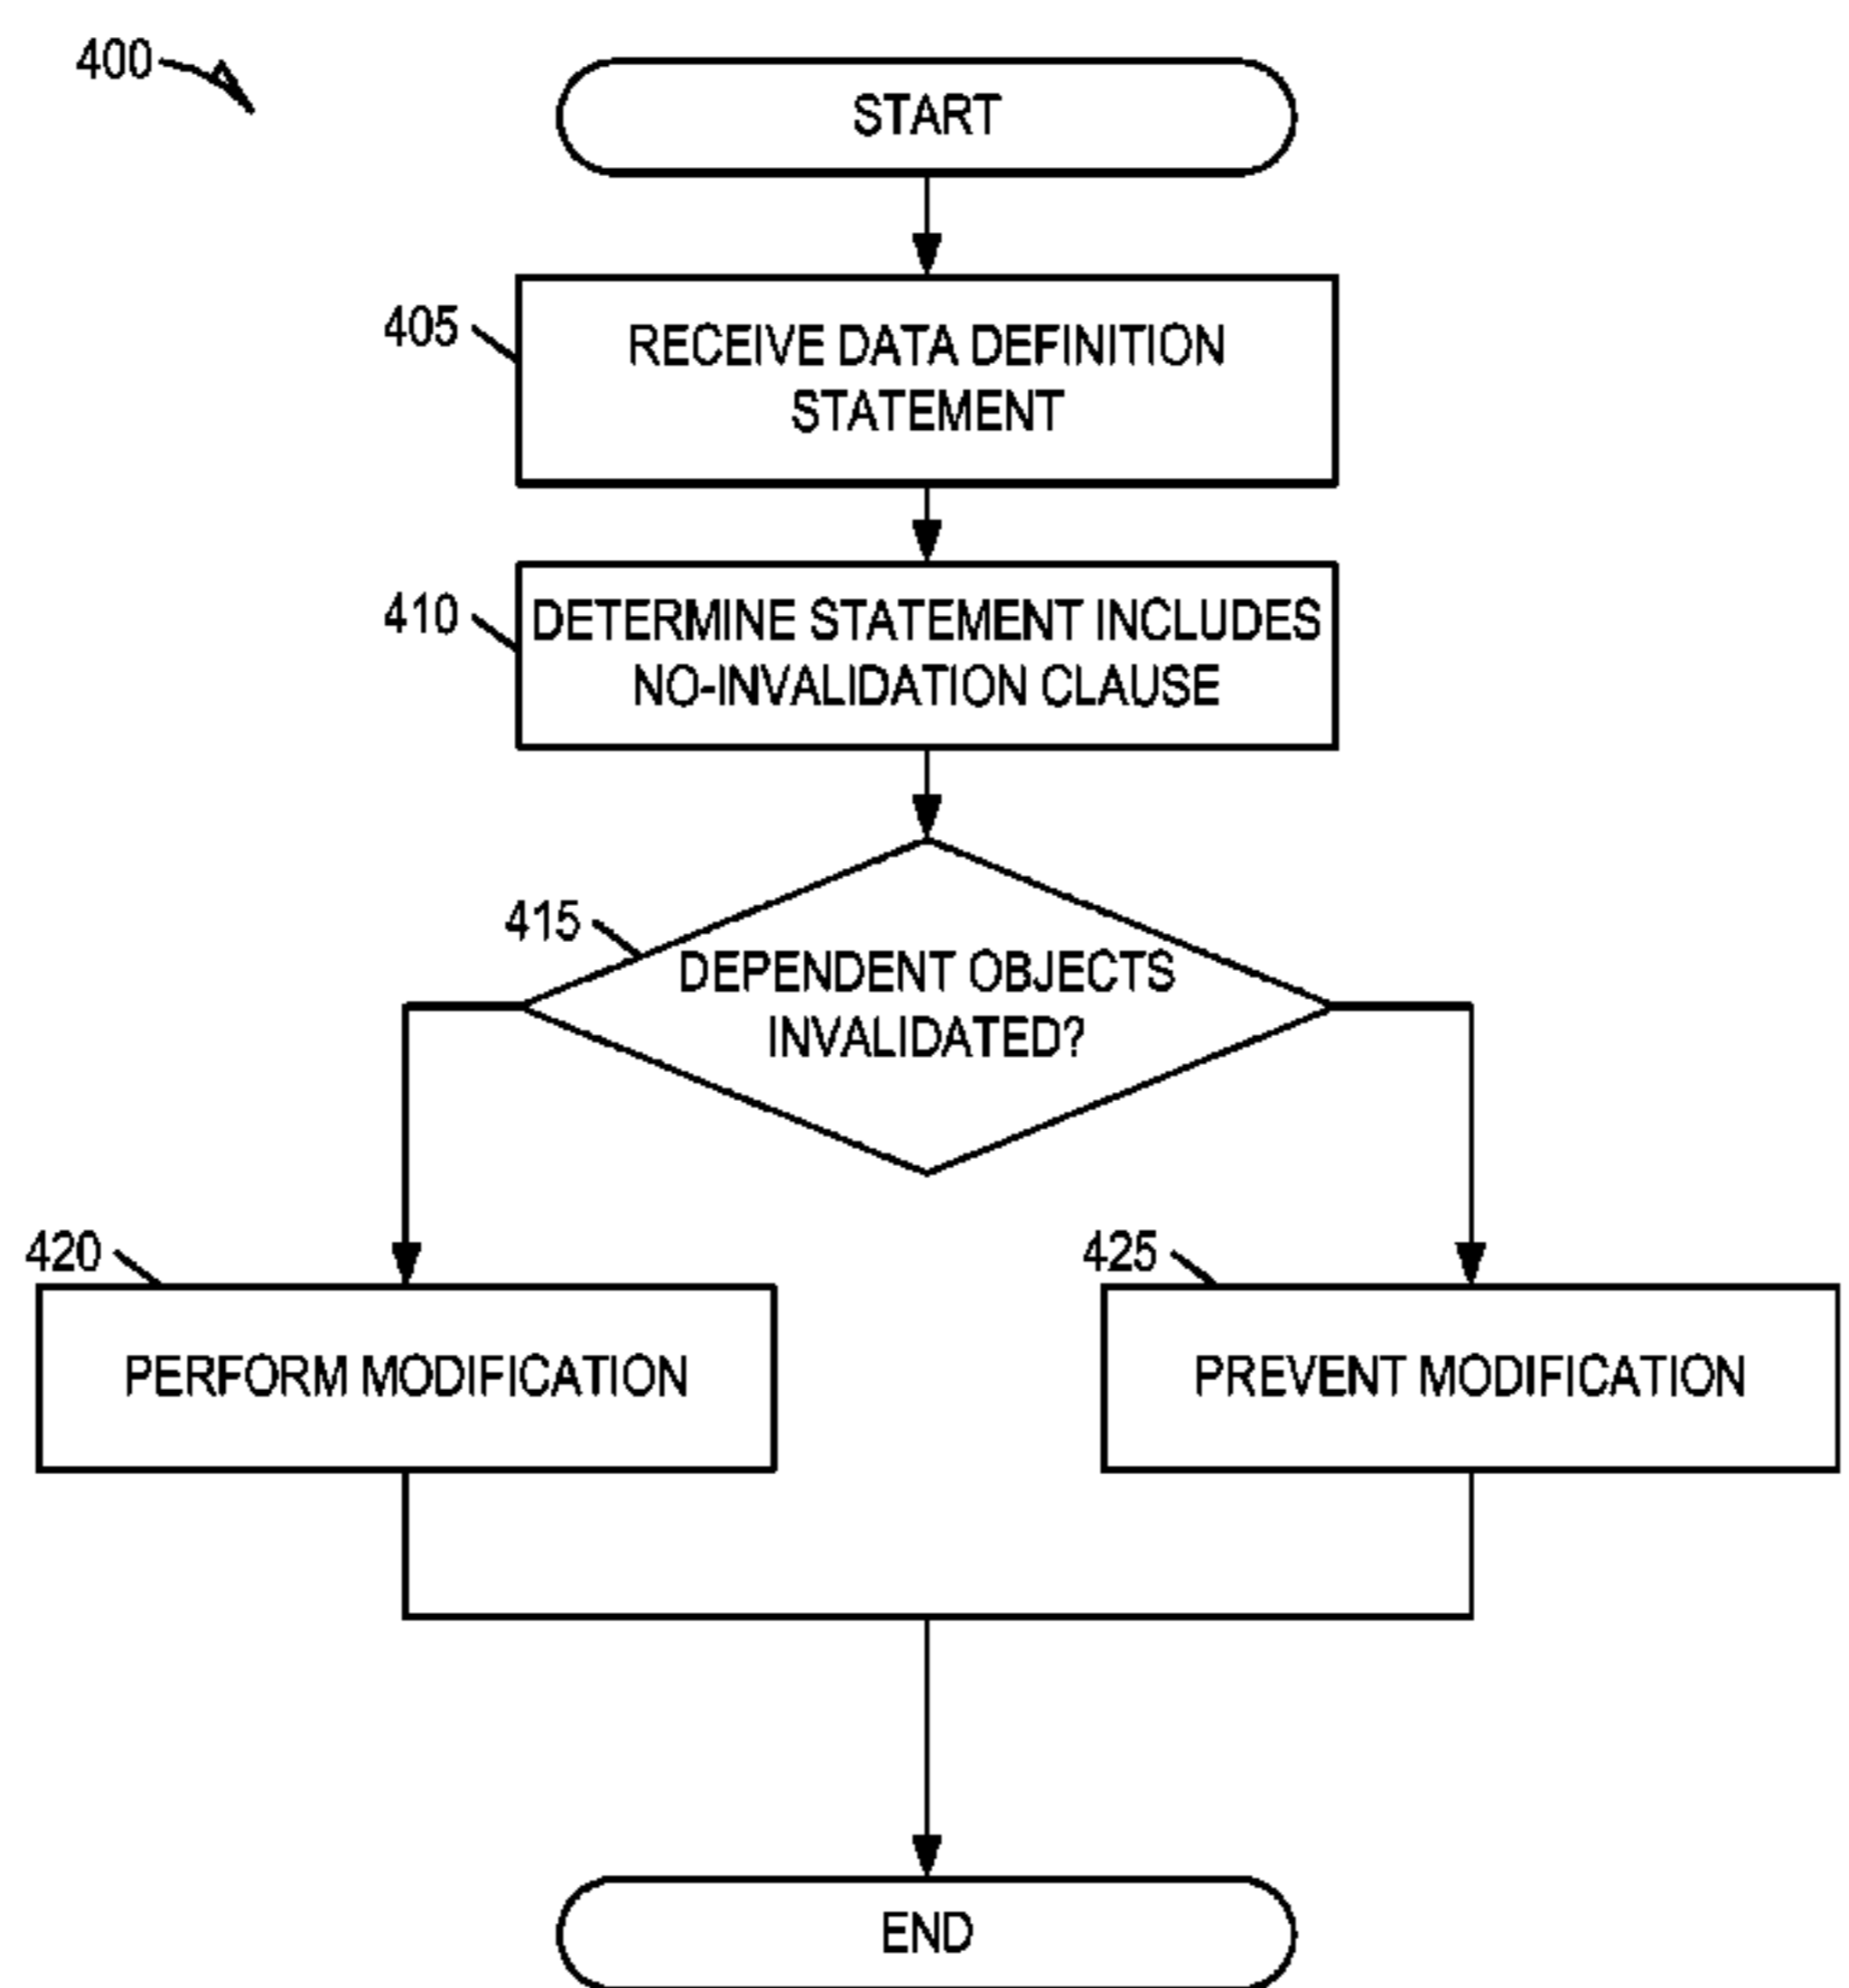 400
START
405
RECEIVE DATA DEFINITION
STATEMENT
410
DETERMINE STATEMENT INCLUDES
NO-INVALIDATION CLAUSE
415
DEPENDENT OBJECTS
INVALIDATED?
420
PERFORM MODIFICATION
425
PREVENT MODIFICATION
END